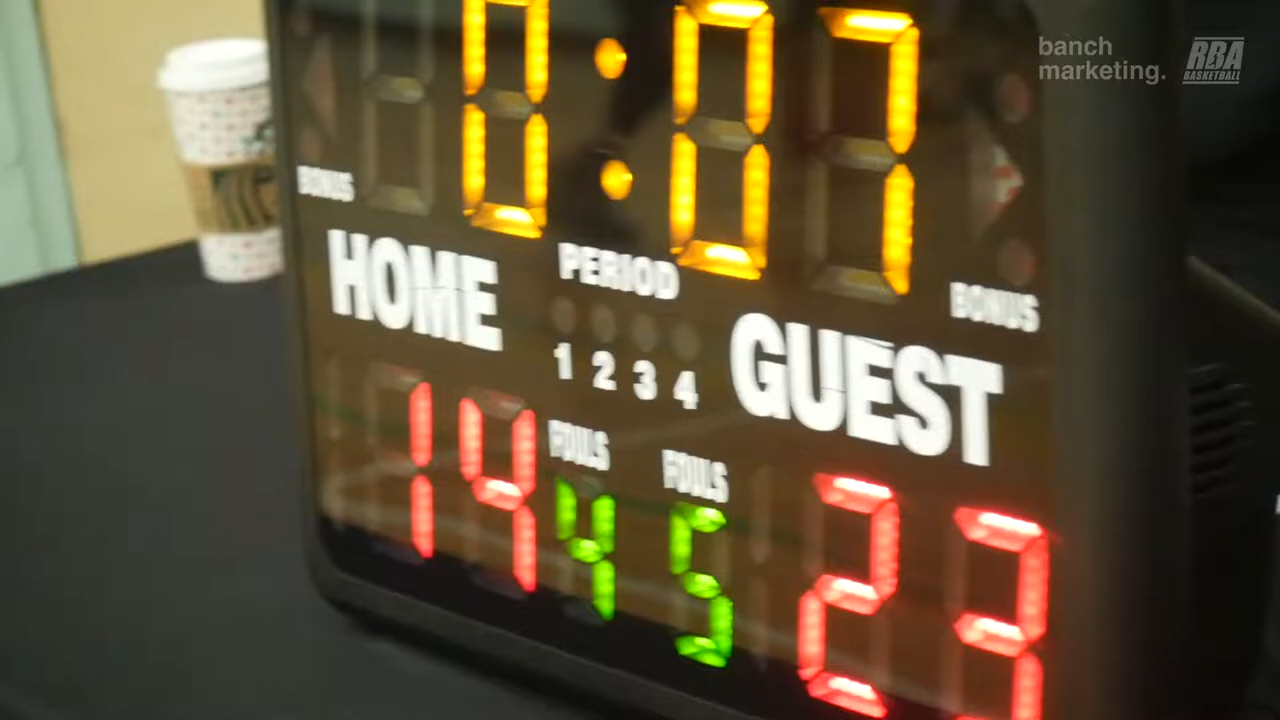 banch
marketing.
RBA
BASKETBALL
0:07
BONUS
HOME
PERIOD
BONUS
GUEST
1 2 3 4
FOULS
FOULS
14
4
5
23